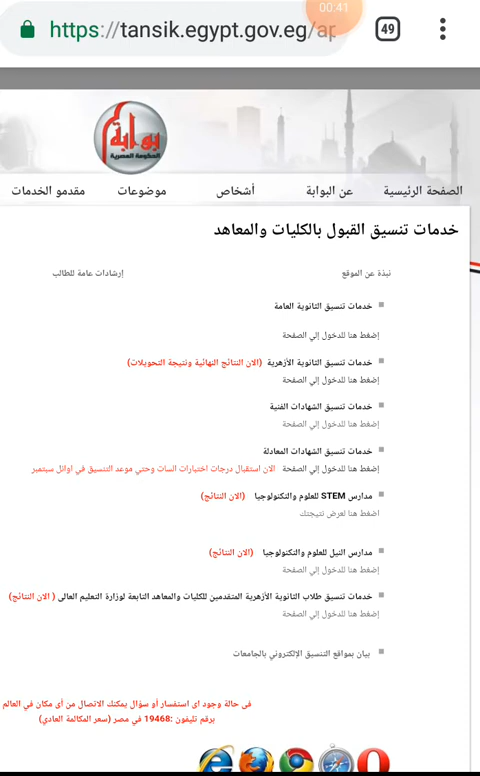 00:41
https://tansik.egypt.gov.eg/ap
49
بوابة
الحكومة المصرية
الصفحة الرئيسية عن البوابة أشخاص موضوعات مقدمو الخدمات
خدمات تنسيق القبول بالكليات والمعاهد
نبذة عن الموقع إرشادات عامة للطالب
خدمات تنسيق الثانوية العامة
إضغط هنا للدخول إلي الصفحة
خدمات تنسيق الثانوية الأزهرية (الان النتائج النهائية ونتيجة التحويلات)
إضغط هنا للدخول إلي الصفحة
خدمات تنسيق الشهادات الفنية
إضغط هنا للدخول إلي الصفحة
خدمات تنسيق الشهادات المعادلة
إضغط هنا للدخول إلي الصفحة الان استقبال درجات اختبارات السات وحتي موعد التنسيق في اوائل سبتمبر
مدارس STEM للعلوم والتكنولوجيا (الان النتائج)
اضغط هنا لعرض نتيجتك
مدارس النيل للعلوم والتكنولوجيا (الان النتائج)
إضغط هنا للدخول إلي الصفحة
خدمات تنسيق طلاب الثانوية الأزهرية المتقدمين للكليات والمعاهد التابعة لوزارة التعليم العالى ( الان النتائج)
إضغط هنا للدخول إلي الصفحة
بيان بمواقع التنسيق الإلكتروني بالجامعات
فى حالة وجود اى استفسار أو سؤال يمكنك الاتصال من أى مكان في العالم
برقم تليفون :19468 في مصر (سعر المكالمة العادي)